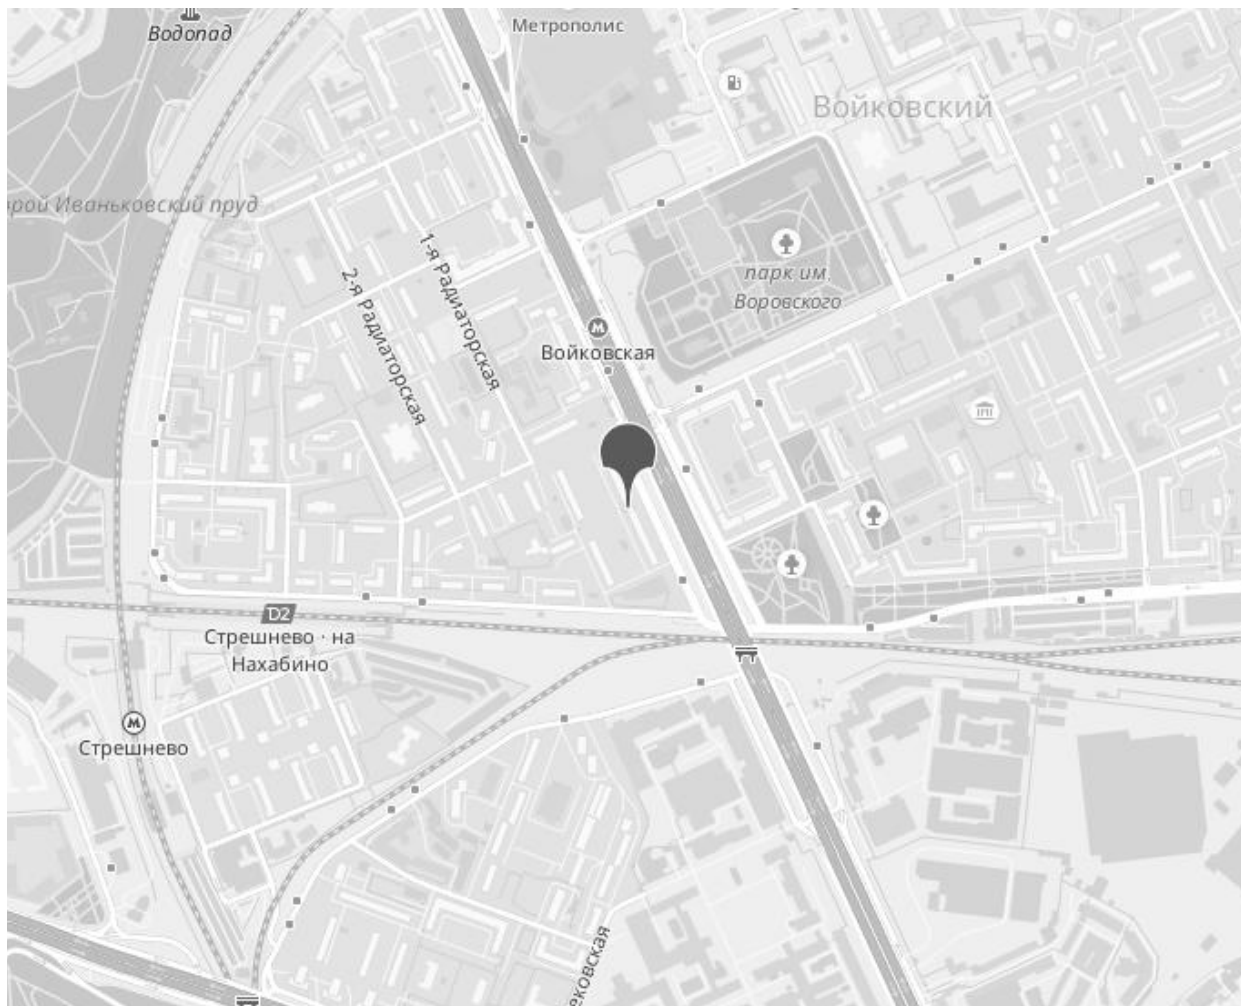 Метрополис
Водопад
Войковский
рой Иваньковский пруд
1-я Радиаторская
2-я Радиаторская
парк им.
Воровского
М
Войковская
D2
Стрешнево · на
Нахабино
М
Стрешнево
ековская